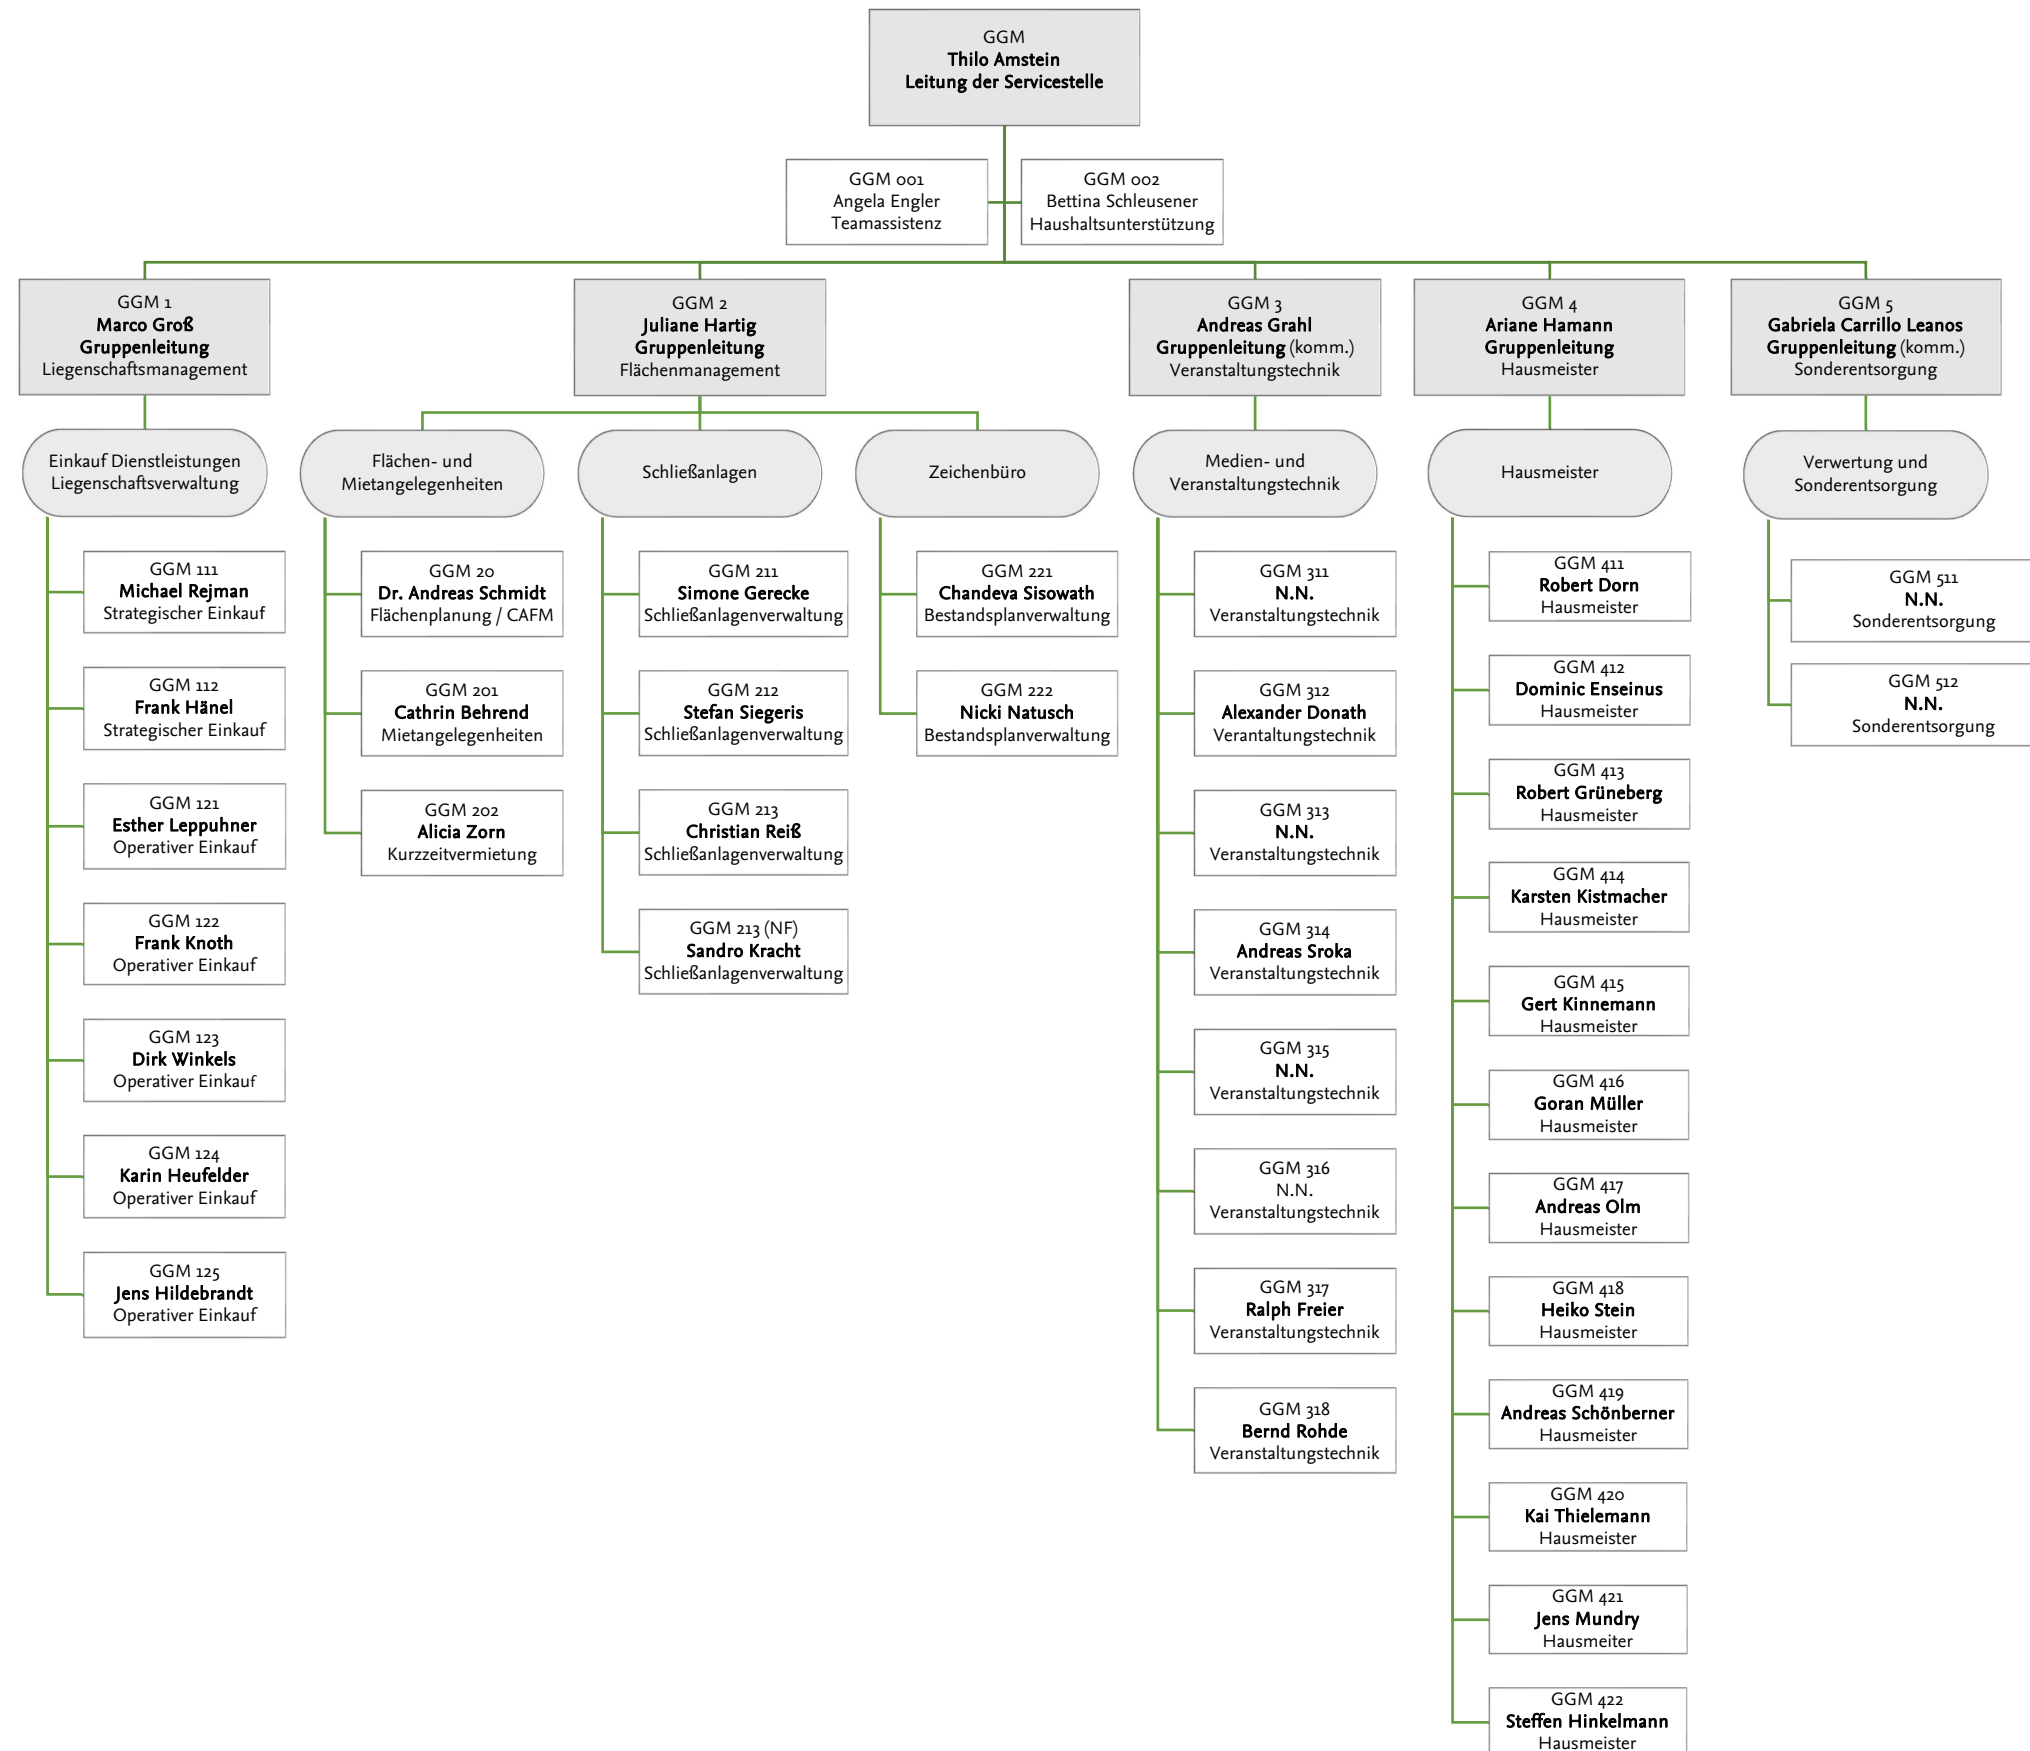 GGM
Thilo Amstein
Leitung der Servicestelle
GGM 001
Angela Engler
Teamassistenz
GGM 002
Bettina Schleusener
Haushaltsunterstützung
GGM 1
Marco Groß
Gruppenleitung
Liegenschaftsmanagement
GGM 2
Juliane Hartig
Gruppenleitung
Flächenmanagement
GGM 3
Andreas Grahl
Gruppenleitung (komm.)
Veranstaltungstechnik
GGM 4
Ariane Hamann
Gruppenleitung
Hausmeister
GGM 5
Gabriela Carrillo Leanos
Gruppenleitung (komm.)
Sonderentsorgung
Einkauf Dienstleistungen
Liegenschaftsverwaltung
Flächen- und
Mietangelegenheiten
Schließanlagen
Zeichenbüro
Medien- und
Veranstaltungstechnik
Hausmeister
Verwertung und
Sonderentsorgung
GGM 111
Michael Rejman
Strategischer Einkauf
GGM 112
Frank Hänel
Strategischer Einkauf
GGM 121
Esther Leppuhner
Operativer Einkauf
GGM 122
Frank Knoth
Operativer Einkauf
GGM 123
Dirk Winkels
Operativer Einkauf
GGM 124
Karin Heufelder
Operativer Einkauf
GGM 125
Jens Hildebrandt
Operativer Einkauf
GGM 20
Dr. Andreas Schmidt
Flächenplanung / CAFM
GGM 201
Cathrin Behrend
Mietangelegenheiten
GGM 202
Alicia Zorn
Kurzzeitvermietung
GGM 211
Simone Gerecke
Schließanlagenverwaltung
GGM 212
Stefan Siegeris
Schließanlagenverwaltung
GGM 213
Christian Reiß
Schließanlagenverwaltung
GGM 213 (NF)
Sandro Kracht
Schließanlagenverwaltung
GGM 221
Chandeva Sisowath
Bestandsplanverwaltung
GGM 222
Nicki Natusch
Bestandsplanverwaltung
GGM 311
N.N.
Veranstaltungstechnik
GGM 312
Alexander Donath
Verantaltungstechnik
GGM 313
N.N.
Veranstaltungstechnik
GGM 314
Andreas Sroka
Veranstaltungstechnik
GGM 315
N.N.
Veranstaltungstechnik
GGM 316
N.N.
Veranstaltungstechnik
GGM 317
Ralph Freier
Veranstaltungstechnik
GGM 318
Bernd Rohde
Veranstaltungstechnik
GGM 411
Robert Dorn
Hausmeister
GGM 412
Dominic Enseinus
Hausmeister
GGM 413
Robert Grüneberg
Hausmeister
GGM 414
Karsten Kistmacher
Hausmeister
GGM 415
Gert Kinnemann
Hausmeister
GGM 416
Goran Müller
Hausmeister
GGM 417
Andreas Olm
Hausmeister
GGM 418
Heiko Stein
Hausmeister
GGM 419
Andreas Schönberner
Hausmeister
GGM 420
Kai Thielemann
Hausmeister
GGM 421
Jens Mundry
Hausmeiter
GGM 422
Steffen Hinkelmann
Hausmeister
GGM 511
N.N.
Sonderentsorgung
GGM 512
N.N.
Sonderentsorgung